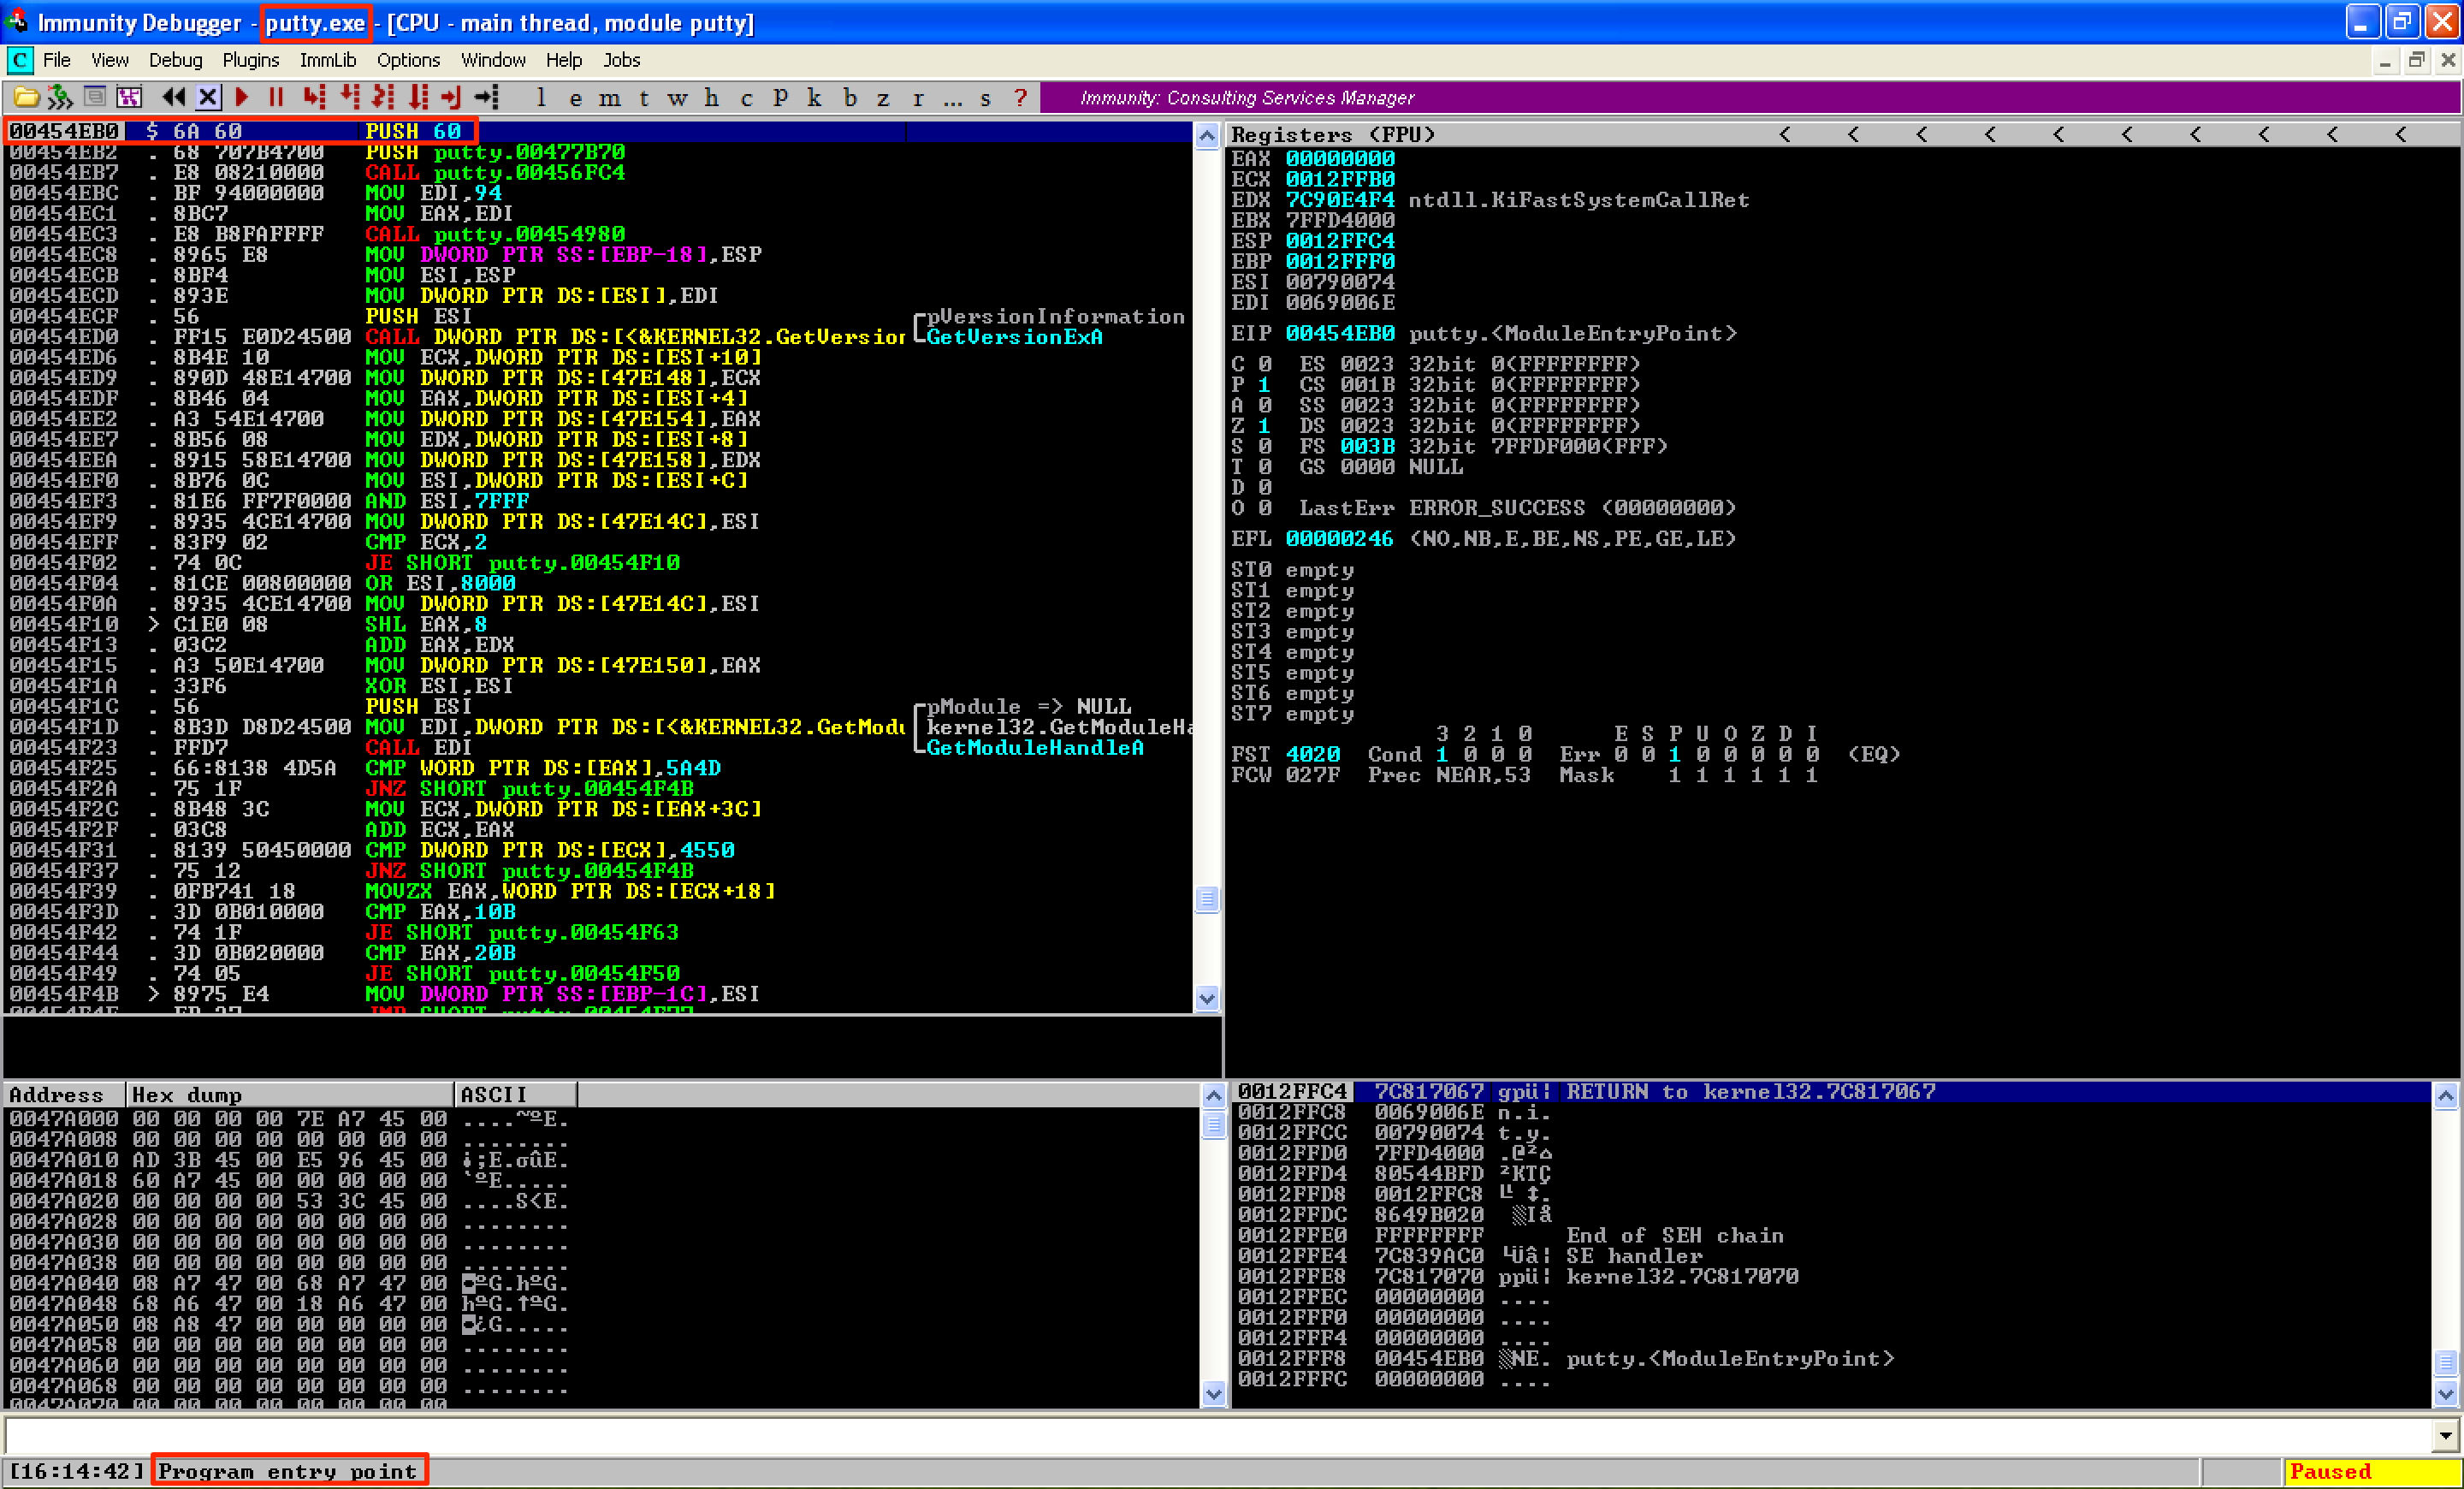 Immunity Debugger - putty.exe - [CPU - main thread, module putty]
C File View Debug Plugins ImmLib Options Window Help Jobs
l e m t w h c P k b z r ... s ? Immunity: Consulting Services Manager
00454EB0 $ 6A 60 PUSH 60
00454EB2 . 68 707B4700 PUSH putty.00477B70
00454EB7 . E8 08210000 CALL putty.00456FC4
00454EBC . BF 94000000 MOV EDI,94
00454EC1 . 8BC7 MOV EAX,EDI
00454EC3 . E8 B8FAFFFF CALL putty.00454980
00454EC8 . 8965 E8 MOV DWORD PTR SS:[EBP-18],ESP
00454ECB . 8BF4 MOV ESI,ESP
00454ECD . 893E MOV DWORD PTR DS:[ESI],EDI
00454ECF . 56 PUSH ESI pVersionInformation
00454ED0 . FF15 E0D24500 CALL DWORD PTR DS:[<&KERNEL32.GetVersion GetVersionExA
00454ED6 . 8B4E 10 MOV ECX,DWORD PTR DS:[ESI+10]
00454ED9 . 890D 48E14700 MOV DWORD PTR DS:[47E148],ECX
00454EDF . 8B46 04 MOV EAX,DWORD PTR DS:[ESI+4]
00454EE2 . A3 54E14700 MOV DWORD PTR DS:[47E154],EAX
00454EE7 . 8B56 08 MOV EDX,DWORD PTR DS:[ESI+8]
00454EEA . 8915 58E14700 MOV DWORD PTR DS:[47E158],EDX
00454EF0 . 8B76 0C MOV ESI,DWORD PTR DS:[ESI+C]
00454EF3 . 81E6 FF7F0000 AND ESI,7FFF
00454EF9 . 8935 4CE14700 MOV DWORD PTR DS:[47E14C],ESI
00454EFF . 83F9 02 CMP ECX,2
00454F02 . 74 0C JE SHORT putty.00454F10
00454F04 . 81CE 00800000 OR ESI,8000
00454F0A . 8935 4CE14700 MOV DWORD PTR DS:[47E14C],ESI
00454F10 > C1E0 08 SHL EAX,8
00454F13 . 03C2 ADD EAX,EDX
00454F15 . A3 50E14700 MOV DWORD PTR DS:[47E150],EAX
00454F1A . 33F6 XOR ESI,ESI
00454F1C . 56 PUSH ESI pModule => NULL
00454F1D . 8B3D D8D24500 MOV EDI,DWORD PTR DS:[<&KERNEL32.GetModu kernel32.GetModuleHa
00454F23 . FFD7 CALL EDI GetModuleHandleA
00454F25 . 66:8138 4D5A CMP WORD PTR DS:[EAX],5A4D
00454F2A . 75 1F JNZ SHORT putty.00454F4B
00454F2C . 8B48 3C MOV ECX,DWORD PTR DS:[EAX+3C]
00454F2F . 03C8 ADD ECX,EAX
00454F31 . 8139 50450000 CMP DWORD PTR DS:[ECX],4550
00454F37 . 75 12 JNZ SHORT putty.00454F4B
00454F39 . 0FB741 18 MOVZX EAX,WORD PTR DS:[ECX+18]
00454F3D . 3D 0B010000 CMP EAX,10B
00454F42 . 74 1F JE SHORT putty.00454F63
00454F44 . 3D 0B020000 CMP EAX,20B
00454F49 . 74 05 JE SHORT putty.00454F50
00454F4B > 8975 E4 MOV DWORD PTR SS:[EBP-1C],ESI
Registers (FPU) < < < < < < < < < <
EAX 00000000
ECX 0012FFB0
EDX 7C90E4F4 ntdll.KiFastSystemCallRet
EBX 7FFD4000
ESP 0012FFC4
EBP 0012FFF0
ESI 00790074
EDI 0069006E
EIP 00454EB0 putty.<ModuleEntryPoint>
C 0 ES 0023 32bit 0(FFFFFFFF)
P 1 CS 001B 32bit 0(FFFFFFFF)
A 0 SS 0023 32bit 0(FFFFFFFF)
Z 1 DS 0023 32bit 0(FFFFFFFF)
S 0 FS 003B 32bit 7FFDF000(FFF)
T 0 GS 0000 NULL
D 0
O 0 LastErr ERROR_SUCCESS (00000000)
EFL 00000246 (NO,NB,E,BE,NS,PE,GE,LE)
ST0 empty
ST1 empty
ST2 empty
ST3 empty
ST4 empty
ST5 empty
ST6 empty
ST7 empty
3 2 1 0 E S P U O Z D I
FST 4020 Cond 1 0 0 0 Err 0 0 1 0 0 0 0 0 (EQ)
FCW 027F Prec NEAR,53 Mask 1 1 1 1 1 1
Address Hex dump ASCII
0047A000 00 00 00 00 7E A7 45 00 ....~ºE.
0047A008 00 00 00 00 00 00 00 00 ........
0047A010 AD 3B 45 00 E5 96 45 00 ¡;E.σûE.
0047A018 60 A7 45 00 00 00 00 00 `ºE.....
0047A020 00 00 00 00 53 3C 45 00 ....S<E.
0047A028 00 00 00 00 00 00 00 00 ........
0047A030 00 00 00 00 00 00 00 00 ........
0047A038 00 00 00 00 00 00 00 00 ........
0047A040 08 A7 47 00 68 A7 47 00 ◘ºG.hºG.
0047A048 68 A6 47 00 18 A6 47 00 hªG.↑ªG.
0047A050 08 A8 47 00 00 00 00 00 ◘¿G.....
0047A058 00 00 00 00 00 00 00 00 ........
0047A060 00 00 00 00 00 00 00 00 ........
0047A068 00 00 00 00 00 00 00 00 ........
0047A070 00 00 00 00 00 00 00 00
0012FFC4 7C817067 gpü¦ RETURN to kernel32.7C817067
0012FFC8 0069006E n.i.
0012FFCC 00790074 t.y.
0012FFD0 7FFD4000 .@²⌂
0012FFD4 80544BFD ²KTÇ
0012FFD8 0012FFC8 ╚ ↕.
0012FFDC 8649B020 ░Iå
0012FFE0 FFFFFFFF End of SEH chain
0012FFE4 7C839AC0 └Üâ¦ SE handler
0012FFE8 7C817070 ppü¦ kernel32.7C817070
0012FFEC 00000000 ....
0012FFF0 00000000 ....
0012FFF4 00000000 ....
0012FFF8 00454EB0 ░NE. putty.<ModuleEntryPoint>
0012FFFC 00000000 ....
[16:14:42] Program entry point Paused